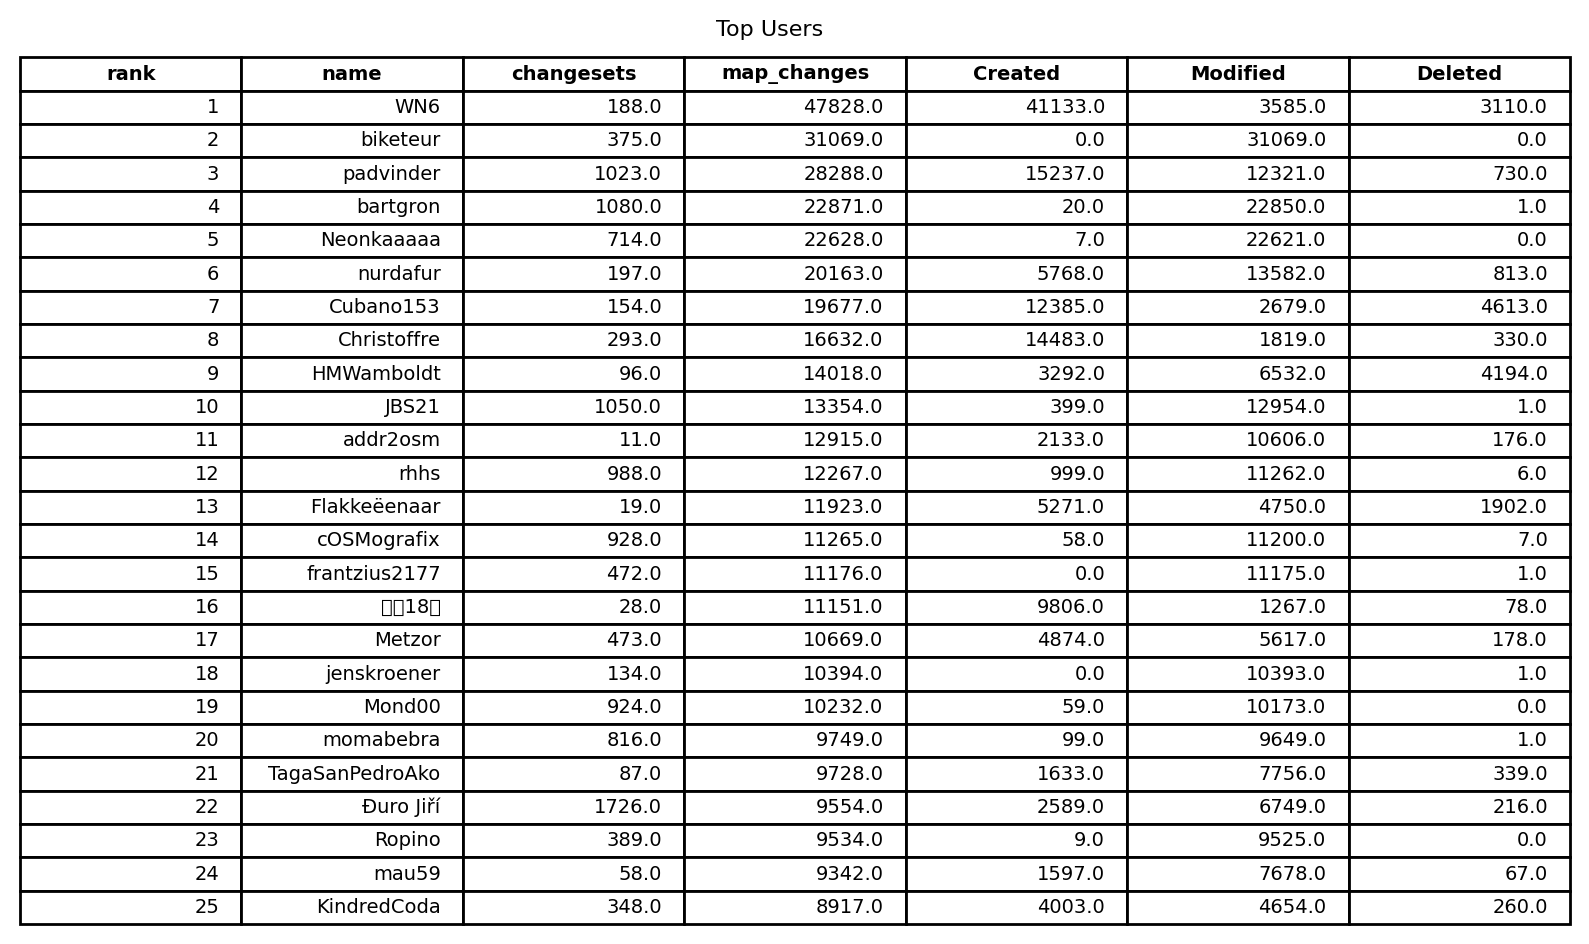 Top Users
rank name changesets map_changes Created Modified Deleted
1 WN6 188.0 47828.0 41133.0 3585.0 3110.0
2 biketeur 375.0 31069.0 0.0 31069.0 0.0
3 padvinder 1023.0 28288.0 15237.0 12321.0 730.0
4 bartgron 1080.0 22871.0 20.0 22850.0 1.0
5 Neonkaaaaa 714.0 22628.0 7.0 22621.0 0.0
6 nurdafur 197.0 20163.0 5768.0 13582.0 813.0
7 Cubano153 154.0 19677.0 12385.0 2679.0 4613.0
8 Christoffre 293.0 16632.0 14483.0 1819.0 330.0
9 HMWamboldt 96.0 14018.0 3292.0 6532.0 4194.0
10 JBS21 1050.0 13354.0 399.0 12954.0 1.0
11 addr2osm 11.0 12915.0 2133.0 10606.0 176.0
12 rhhs 988.0 12267.0 999.0 11262.0 6.0
13 Flakkeëenaar 19.0 11923.0 5271.0 4750.0 1902.0
14 cOSMografix 928.0 11265.0 58.0 11200.0 7.0
15 frantzius2177 472.0 11176.0 0.0 11175.0 1.0
16 18 28.0 11151.0 9806.0 1267.0 78.0
17 Metzor 473.0 10669.0 4874.0 5617.0 178.0
18 jenskroener 134.0 10394.0 0.0 10393.0 1.0
19 Mond00 924.0 10232.0 59.0 10173.0 0.0
20 momabebra 816.0 9749.0 99.0 9649.0 1.0
21 TagaSanPedroAko 87.0 9728.0 1633.0 7756.0 339.0
22 Đuro Jiří 1726.0 9554.0 2589.0 6749.0 216.0
23 Ropino 389.0 9534.0 9.0 9525.0 0.0
24 mau59 58.0 9342.0 1597.0 7678.0 67.0
25 KindredCoda 348.0 8917.0 4003.0 4654.0 260.0